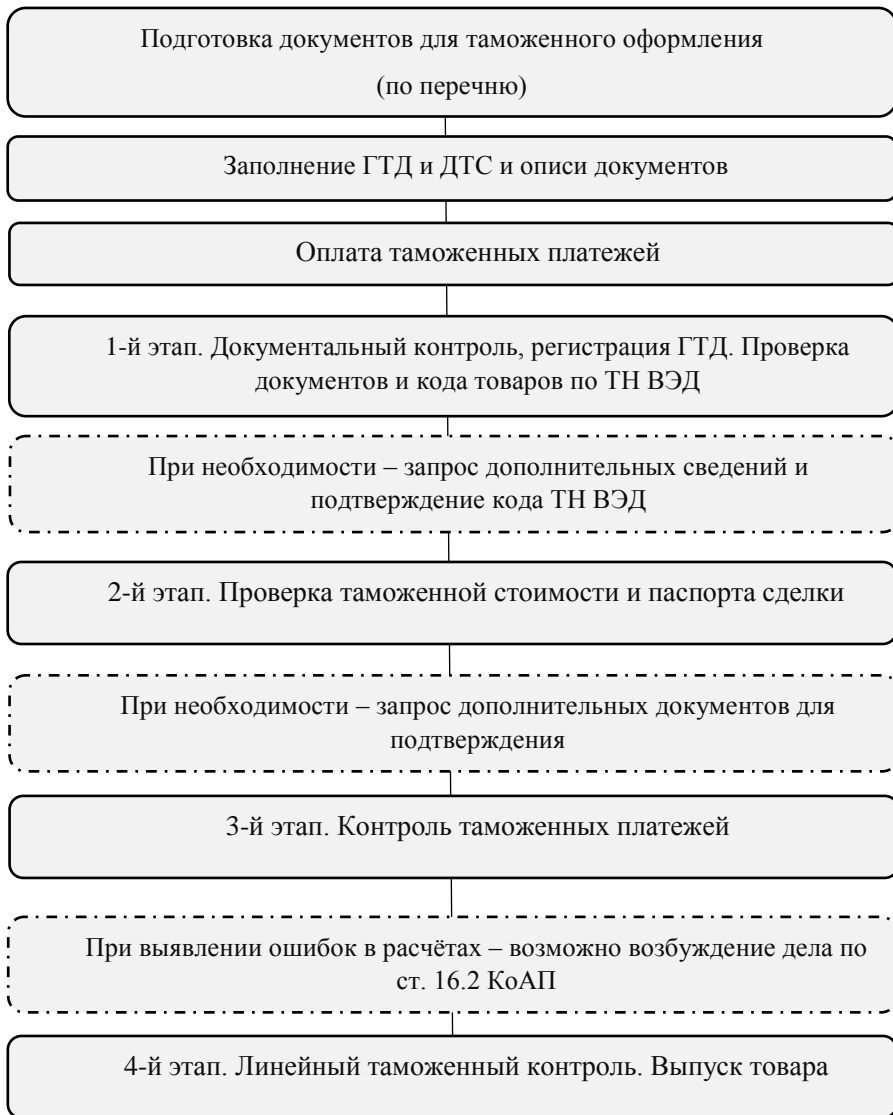 Подготовка документов для таможенного оформления
(по перечню)
Заполнение ГТД и ДТС и описи документов
Оплата таможенных платежей
1-й этап. Документальный контроль, регистрация ГТД. Проверка
документов и кода товаров по ТН ВЭД
При необходимости – запрос дополнительных сведений и
подтверждение кода ТН ВЭД
2-й этап. Проверка таможенной стоимости и паспорта сделки
При необходимости – запрос дополнительных документов для
подтверждения
3-й этап. Контроль таможенных платежей
При выявлении ошибок в расчётах – возможно возбуждение дела по
ст. 16.2 КоАП
4-й этап. Линейный таможенный контроль. Выпуск товара